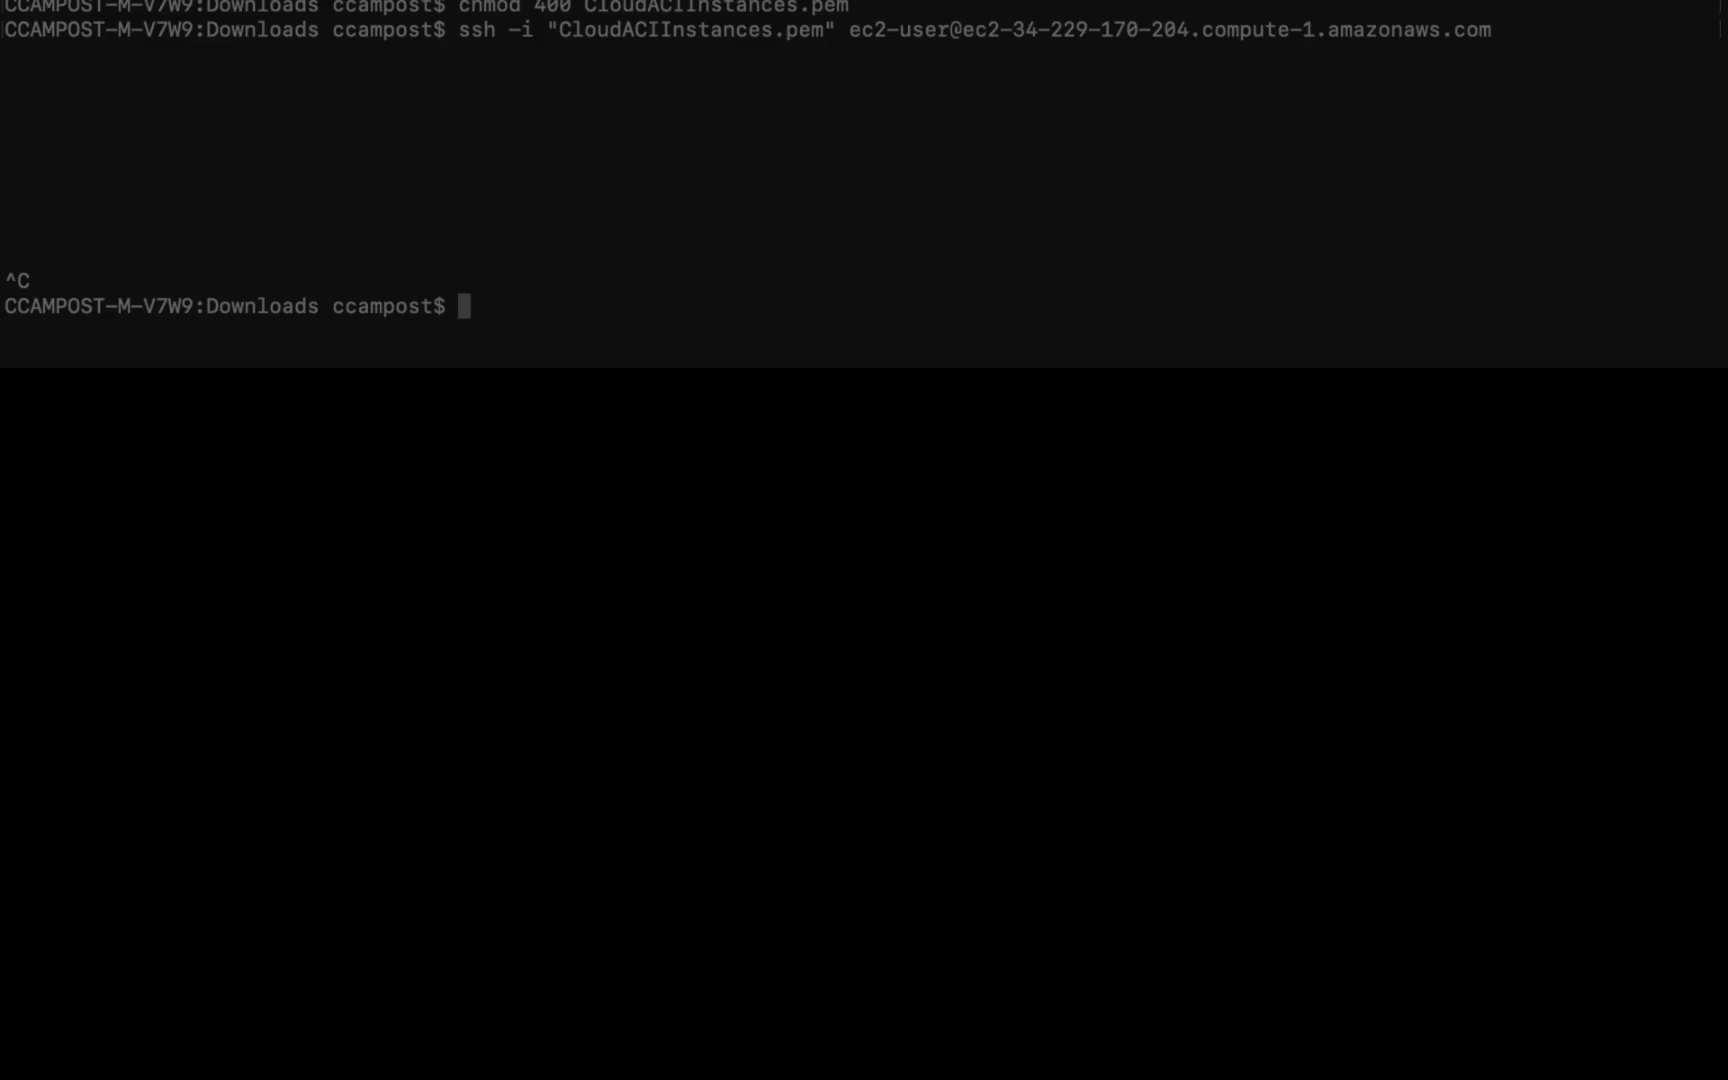 CCAMPOST-M-V7W9:Downloads ccampost$ chmod 400 CloudACIInstances.pem
CCAMPOST-M-V7W9:Downloads ccampost$ ssh -i "CloudACIInstances.pem" ec2-user@ec2-34-229-170-204.compute-1.amazonaws.com
^C
CCAMPOST-M-V7W9:Downloads ccampost$